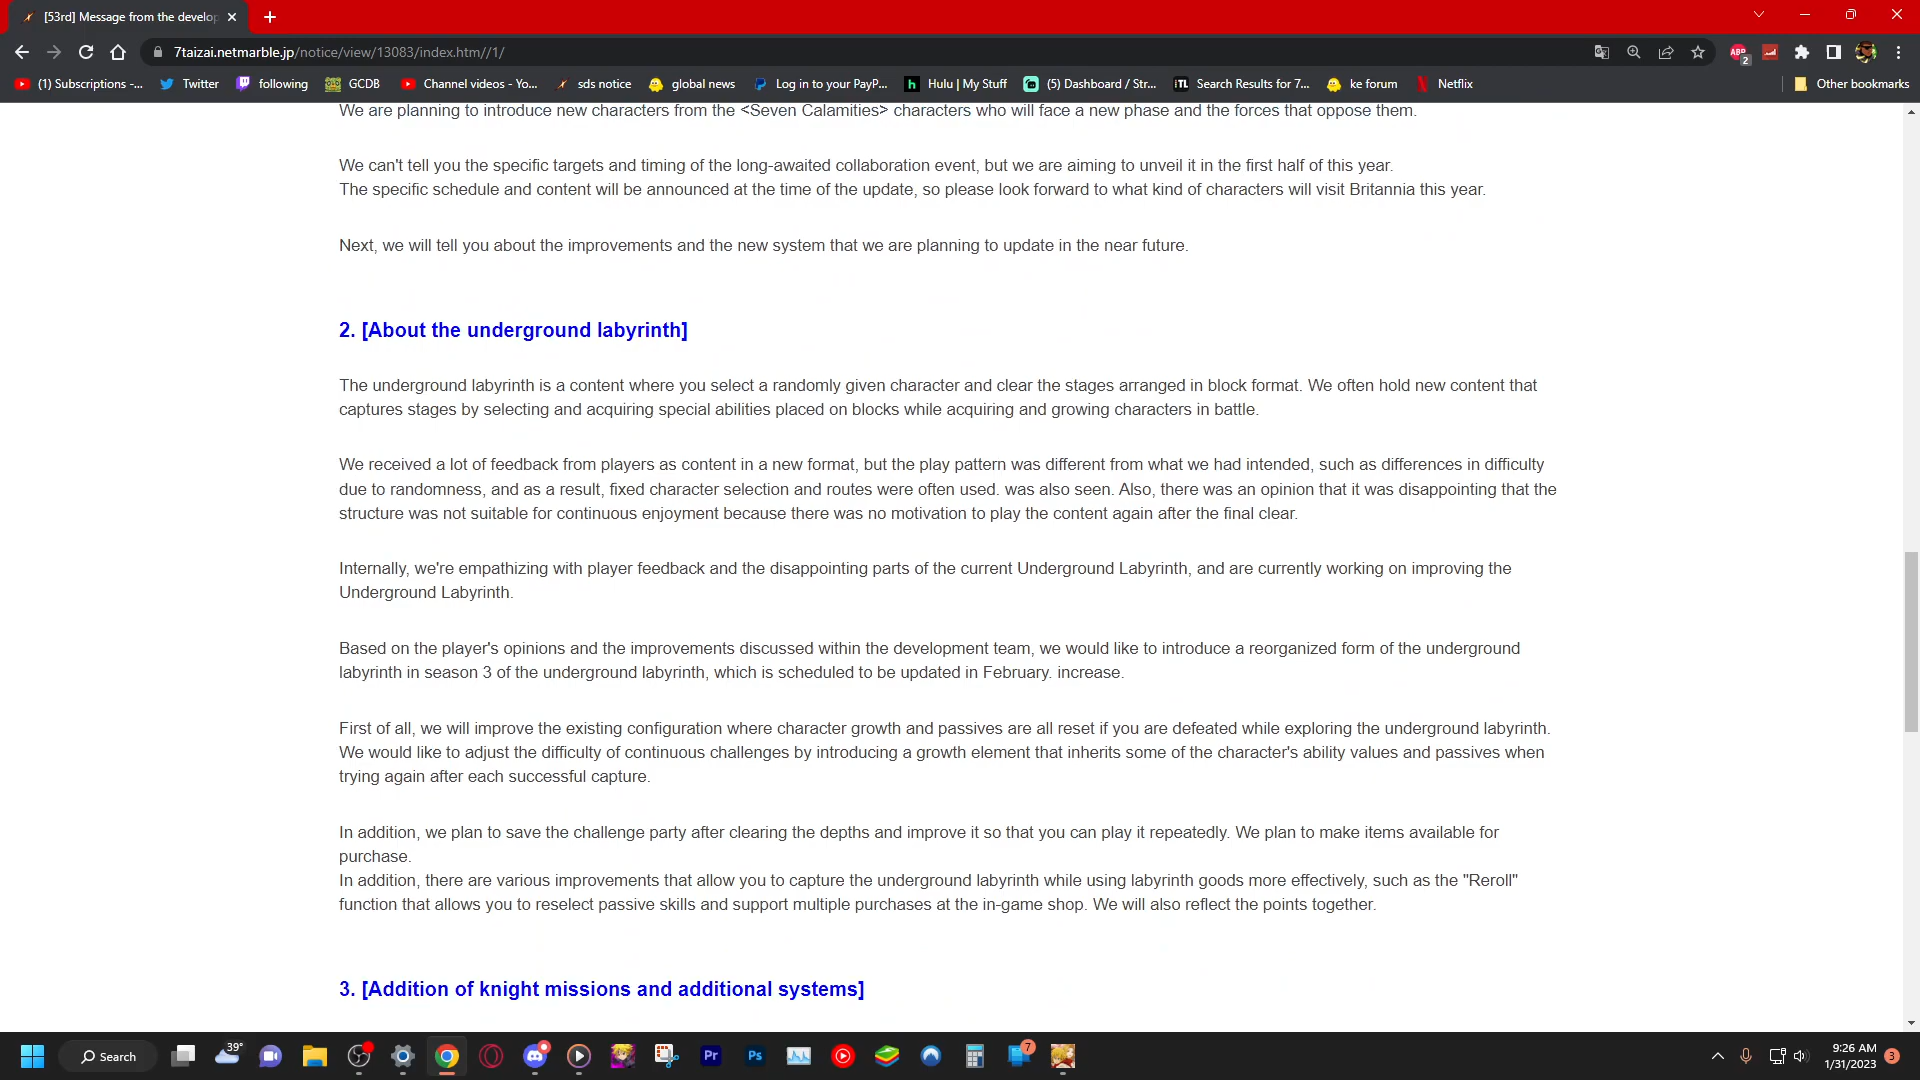 [53rd] Message from the develop
7taizai.netmarble.jp/notice/view/13083/index.htm//1/
ABP
2
(1) Subscriptions -...
Twitter
following
GCDB
Channel videos - Yo...
sds notice
global news
Log in to your PayP...
Hulu | My Stuff
(5) Dashboard / Str...
Search Results for 7...
ke forum
Netflix
Other bookmarks
We are planning to introduce new characters from the <Seven Calamities> characters who will face a new phase and the forces that oppose them.
We can't tell you the specific targets and timing of the long-awaited collaboration event, but we are aiming to unveil it in the first half of this year.
The specific schedule and content will be announced at the time of the update, so please look forward to what kind of characters will visit Britannia this year.
Next, we will tell you about the improvements and the new system that we are planning to update in the near future.
2. [About the underground labyrinth]
The underground labyrinth is a content where you select a randomly given character and clear the stages arranged in block format. We often hold new content that
captures stages by selecting and acquiring special abilities placed on blocks while acquiring and growing characters in battle.
We received a lot of feedback from players as content in a new format, but the play pattern was different from what we had intended, such as differences in difficulty
due to randomness, and as a result, fixed character selection and routes were often used. was also seen. Also, there was an opinion that it was disappointing that the
structure was not suitable for continuous enjoyment because there was no motivation to play the content again after the final clear.
Internally, we're empathizing with player feedback and the disappointing parts of the current Underground Labyrinth, and are currently working on improving the
Underground Labyrinth.
Based on the player's opinions and the improvements discussed within the development team, we would like to introduce a reorganized form of the underground
labyrinth in season 3 of the underground labyrinth, which is scheduled to be updated in February. increase.
First of all, we will improve the existing configuration where character growth and passives are all reset if you are defeated while exploring the underground labyrinth.
We would like to adjust the difficulty of continuous challenges by introducing a growth element that inherits some of the character's ability values and passives when
trying again after each successful capture.
In addition, we plan to save the challenge party after clearing the depths and improve it so that you can play it repeatedly. We plan to make items available for
purchase.
In addition, there are various improvements that allow you to capture the underground labyrinth while using labyrinth goods more effectively, such as the "Reroll"
function that allows you to reselect passive skills and support multiple purchases at the in-game shop. We will also reflect the points together.
3. [Addition of knight missions and additional systems]
Search
39°
Pr
Ps
7
9:26 AM
1/31/2023
3